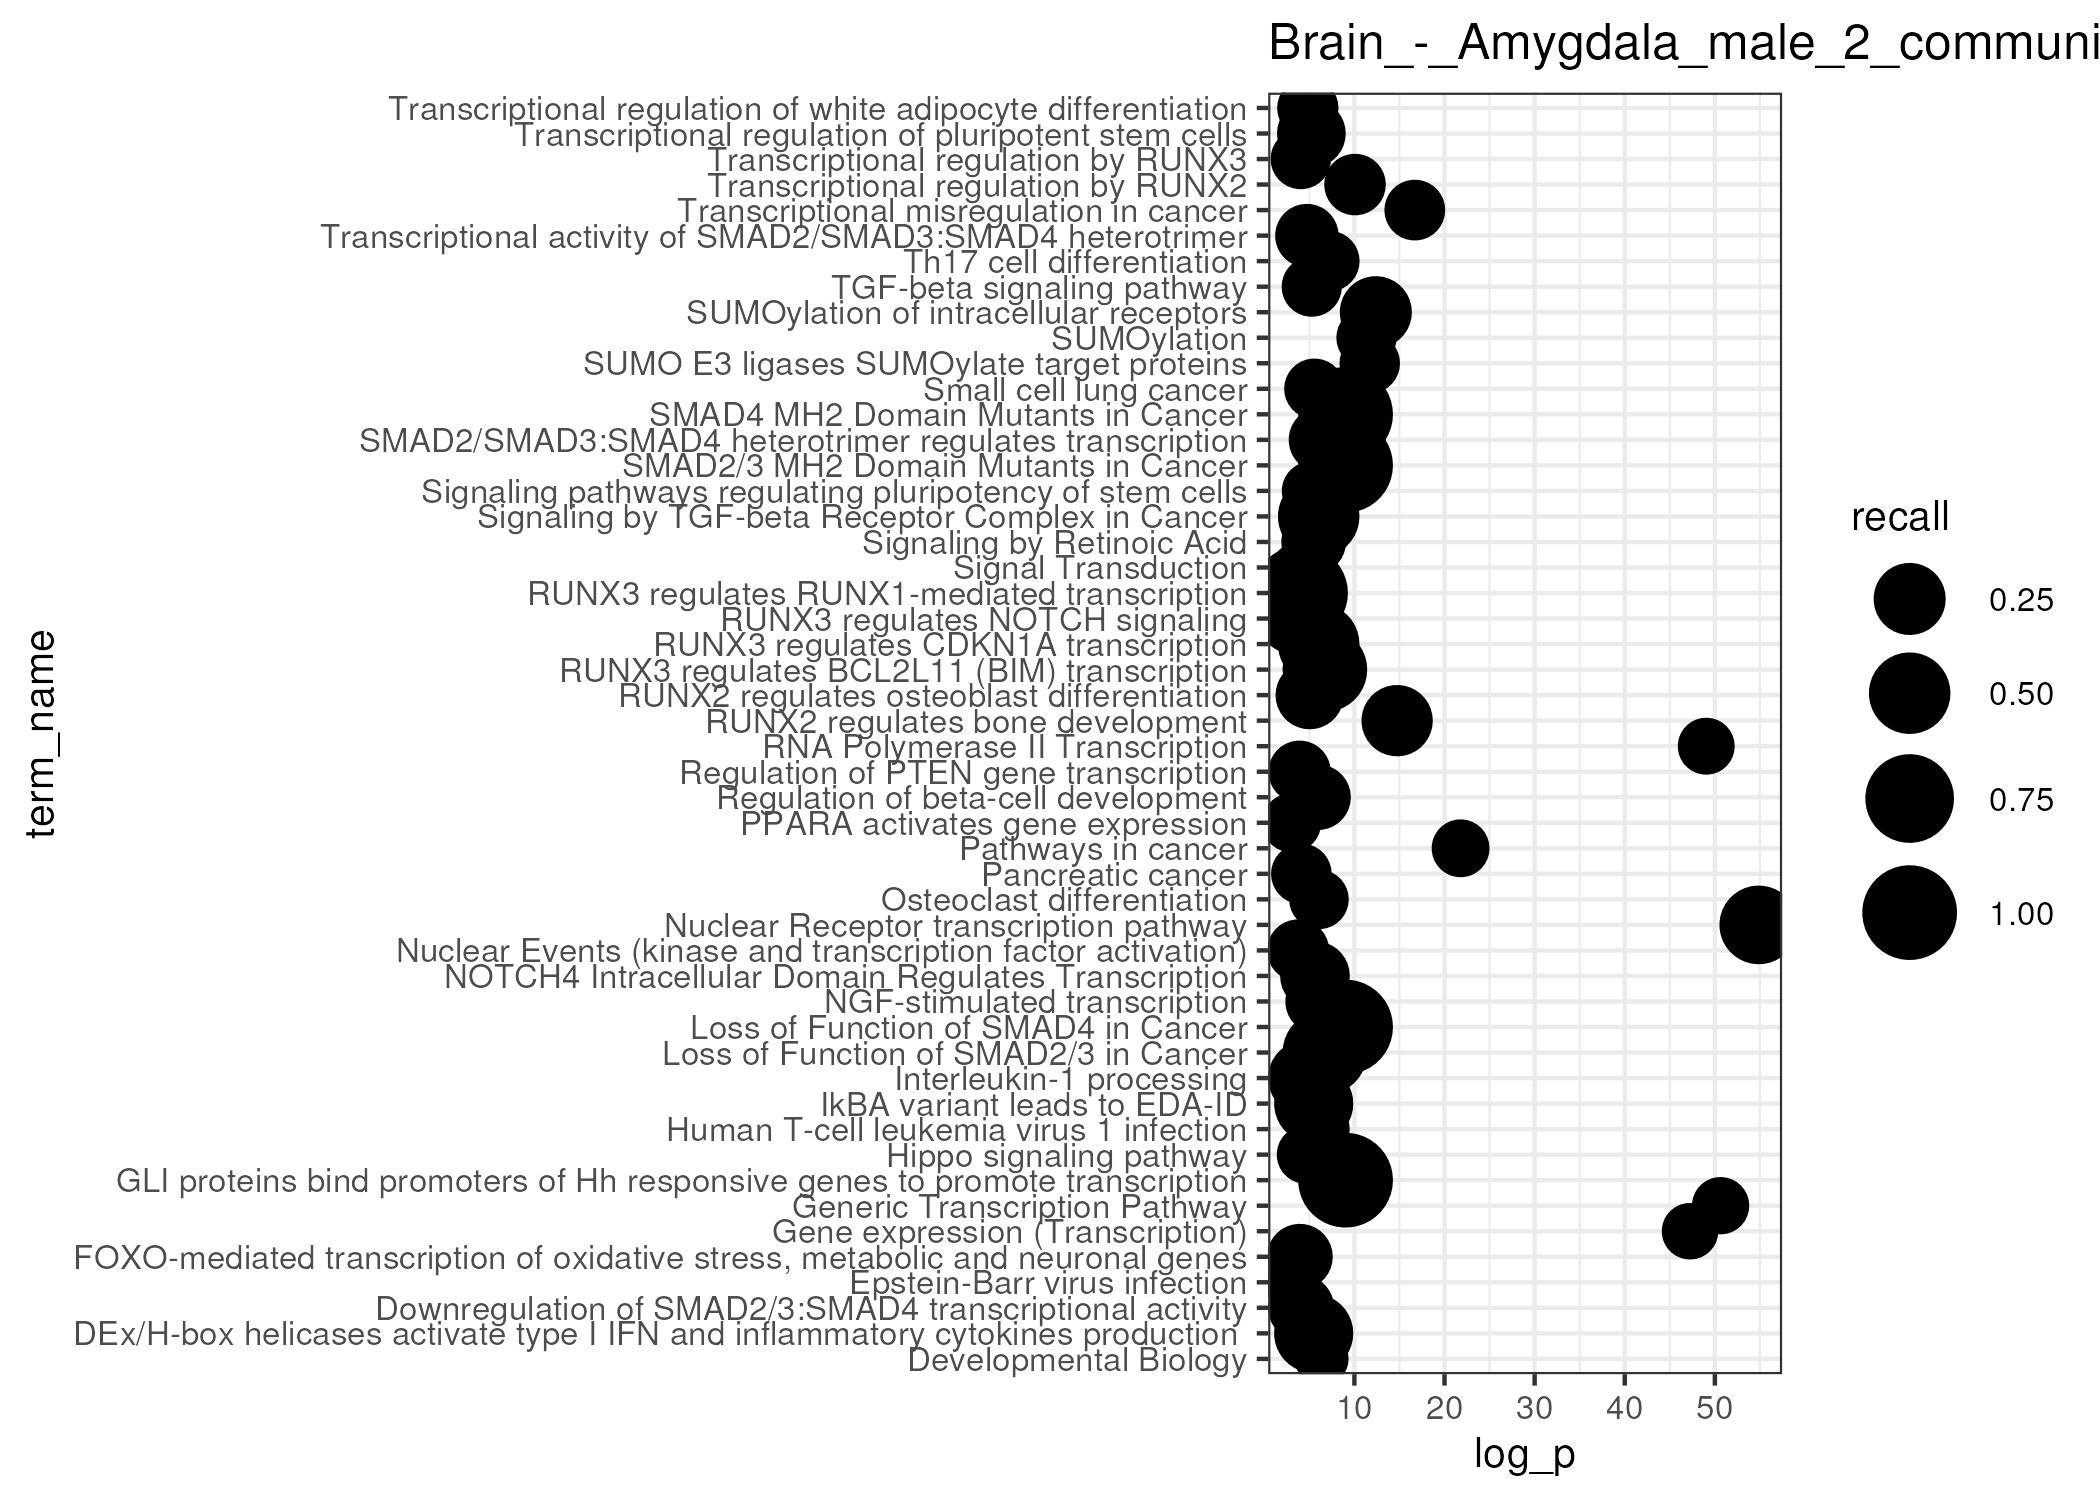 Brain_-_Amygdala_male_2_communi
term_name
Transcriptional regulation of white adipocyte differentiation
Transcriptional regulation of pluripotent stem cells
Transcriptional regulation by RUNX3
Transcriptional regulation by RUNX2
Transcriptional misregulation in cancer
Transcriptional activity of SMAD2/SMAD3:SMAD4 heterotrimer
Th17 cell differentiation
TGF-beta signaling pathway
SUMOylation of intracellular receptors
SUMOylation
SUMO E3 ligases SUMOylate target proteins
Small cell lung cancer
SMAD4 MH2 Domain Mutants in Cancer
SMAD2/SMAD3:SMAD4 heterotrimer regulates transcription
SMAD2/3 MH2 Domain Mutants in Cancer
Signaling pathways regulating pluripotency of stem cells
Signaling by TGF-beta Receptor Complex in Cancer
Signaling by Retinoic Acid
Signal Transduction
RUNX3 regulates RUNX1-mediated transcription
RUNX3 regulates NOTCH signaling
RUNX3 regulates CDKN1A transcription
RUNX3 regulates BCL2L11 (BIM) transcription
RUNX2 regulates osteoblast differentiation
RUNX2 regulates bone development
RNA Polymerase II Transcription
Regulation of PTEN gene transcription
Regulation of beta-cell development
PPARA activates gene expression
Pathways in cancer
Pancreatic cancer
Osteoclast differentiation
Nuclear Receptor transcription pathway
Nuclear Events (kinase and transcription factor activation)
NOTCH4 Intracellular Domain Regulates Transcription
NGF-stimulated transcription
Loss of Function of SMAD4 in Cancer
Loss of Function of SMAD2/3 in Cancer
Interleukin-1 processing
IkBA variant leads to EDA-ID
Human T-cell leukemia virus 1 infection
Hippo signaling pathway
GLI proteins bind promoters of Hh responsive genes to promote transcription
Generic Transcription Pathway
Gene expression (Transcription)
FOXO-mediated transcription of oxidative stress, metabolic and neuronal genes
Epstein-Barr virus infection
Downregulation of SMAD2/3:SMAD4 transcriptional activity
DEx/H-box helicases activate type I IFN and inflammatory cytokines production
Developmental Biology
10 20 30 40 50
log_p
recall
0.25
0.50
0.75
1.00